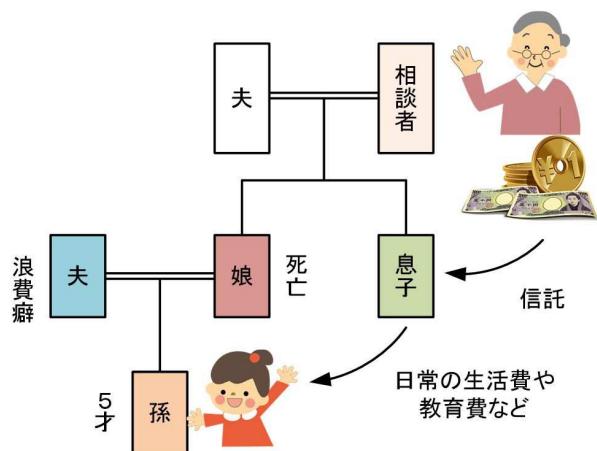 夫
相談者
¥01
浪費癖
夫
娘
死亡
息子
信託
5才
孫
日常の生活費や
教育費など